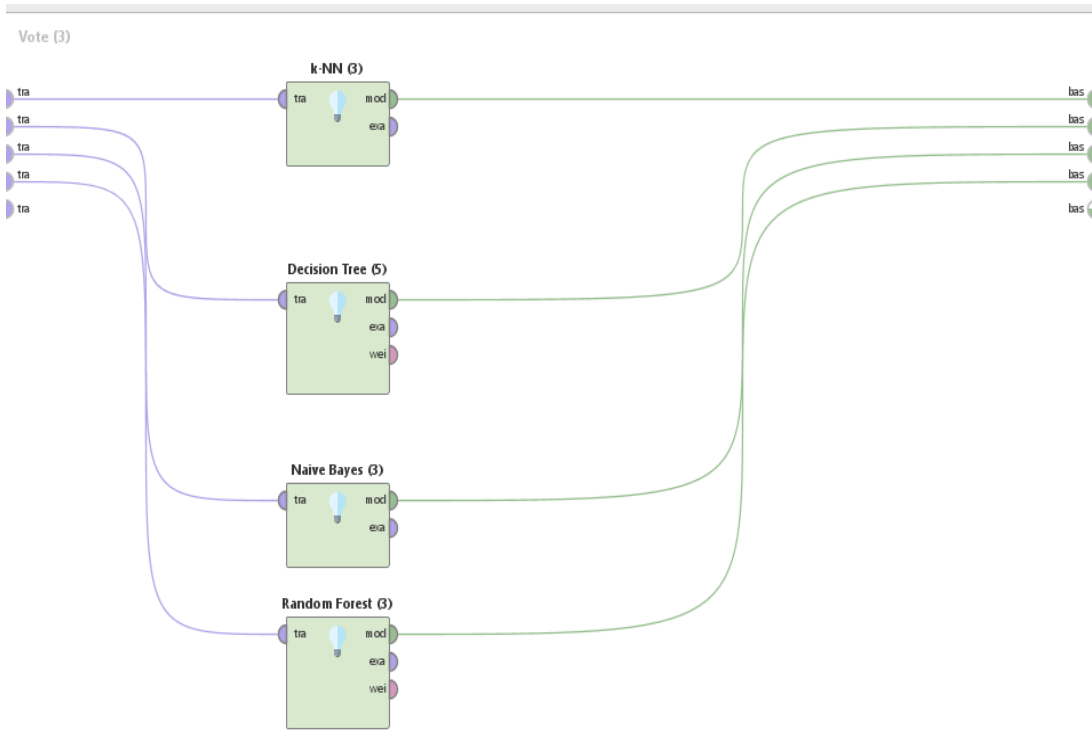 Vote (3)
k-NN (3)
tra
tra
mod
bas
tra
exa
bas
tra
bas
tra
bas
tra
bas
Decision Tree (5)
tra
mod
exa
wei
Naive Bayes (3)
tra
mod
exa
Random Forest (3)
tra
mod
exa
wei